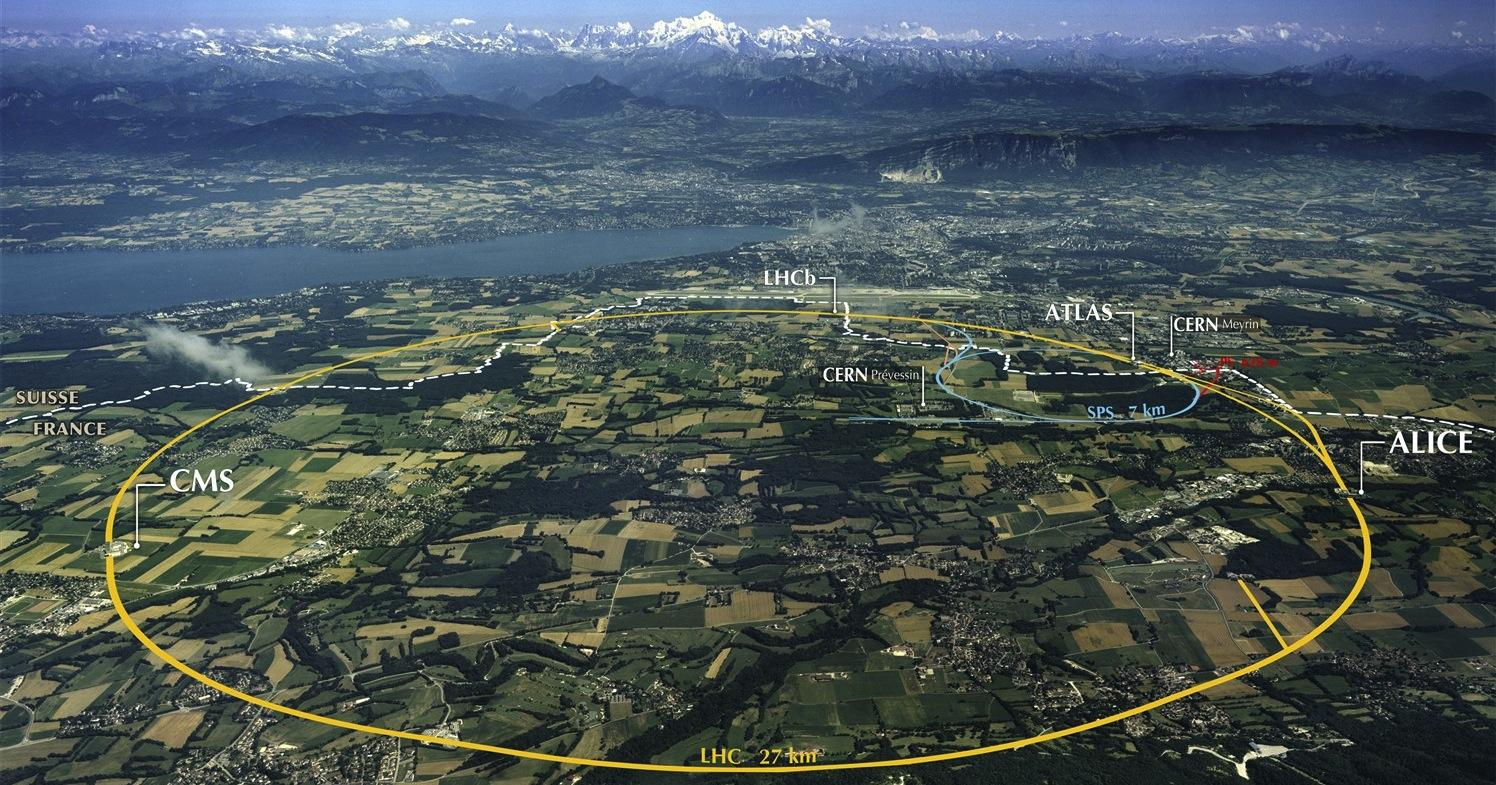 LHCb
ATLAS
CERN Meyrin
CERN Prévessin
SPS 7 km
SUISSE
FRANCE
ALICE
CMS
LHC 27 km